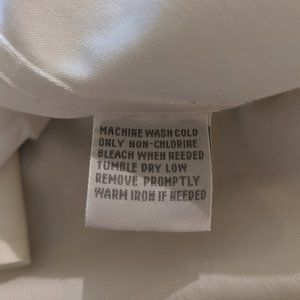 MACHINE WASH COLD
ONLY NON-CHLORINE
BLEACH WHEN NEEDED
TUMBLE DRY LOW
REMOVE PROMPTLY
WARM IRON IF NEEDED